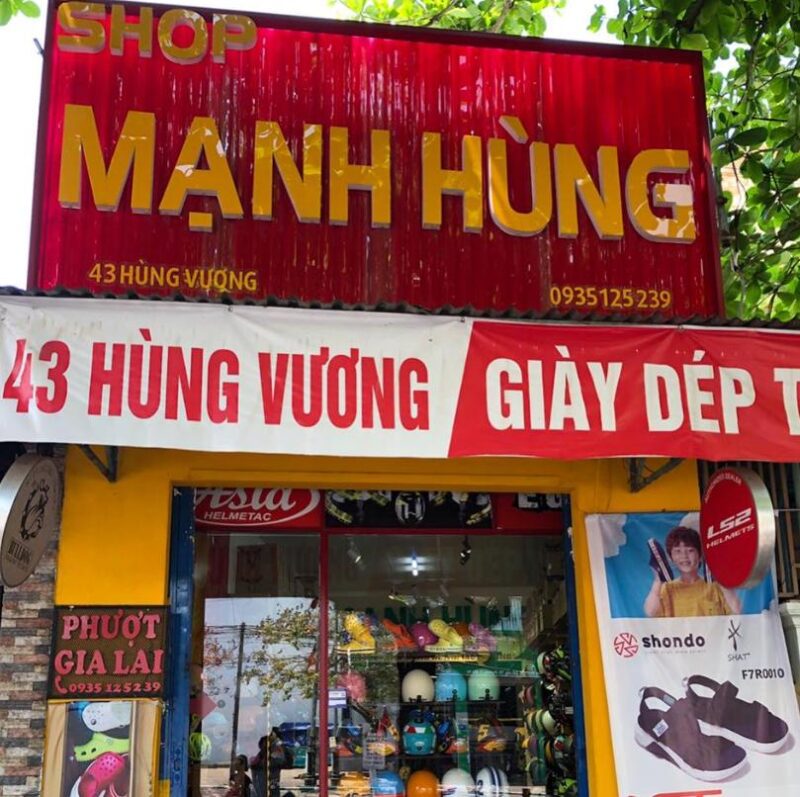 SHOP
MẠNH HÙNG
43 HÙNG VƯƠNG
0935125239
43 HÙNG VƯƠNG
GIÀY DÉP T
Asia
HELMETAC
LS2
HELMETS
PHƯỢT
GIA LAI
0935 125239
shondo
SHAT
F7R0010